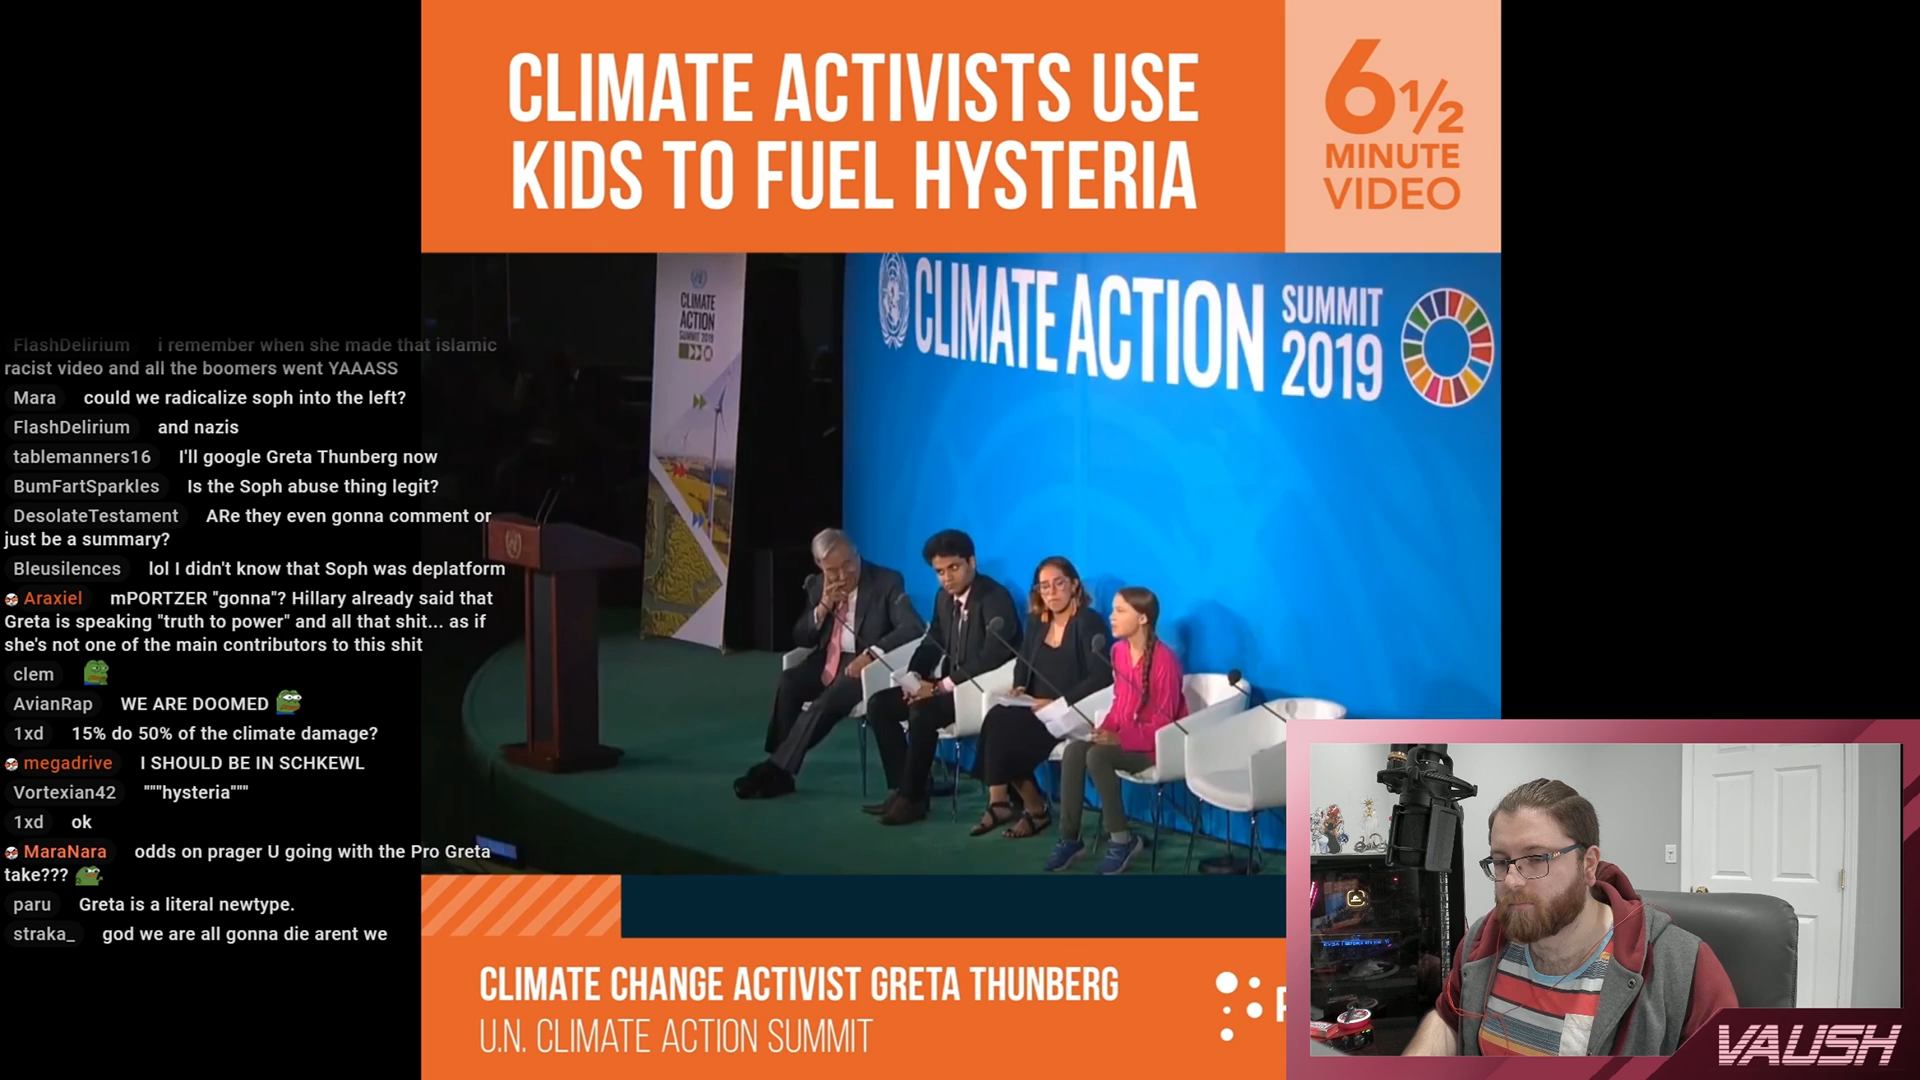 CLIMATE ACTIVISTS USE
KIDS TO FUEL HYSTERIA
6½
MINUTE
VIDEO
CLIMATE
ACTION
SUMMIT 2019
CLIMATE ACTION
SUMMIT
2019
FlashDelirium i remember when she made that islamic
racist video and all the boomers went YAAASS
Mara could we radicalize soph into the left?
FlashDelirium and nazis
tablemanners16 I'll google Greta Thunberg now
BumFartSparkles Is the Soph abuse thing legit?
DesolateTestament ARe they even gonna comment or
just be a summary?
Bleusilences lol I didn't know that Soph was deplatform
Araxiel mPORTZER "gonna"? Hillary already said that
Greta is speaking "truth to power" and all that shit... as if
she's not one of the main contributors to this shit
clem
AvianRap WE ARE DOOMED
1xd 15% do 50% of the climate damage?
megadrive I SHOULD BE IN SCHKEWL
Vortexian42 """hysteria"""
1xd ok
MaraNara odds on prager U going with the Pro Greta
take???
paru Greta is a literal newtype.
straka_ god we are all gonna die arent we
CLIMATE CHANGE ACTIVIST GRETA THUNBERG
U.N. CLIMATE ACTION SUMMIT
VAUSH